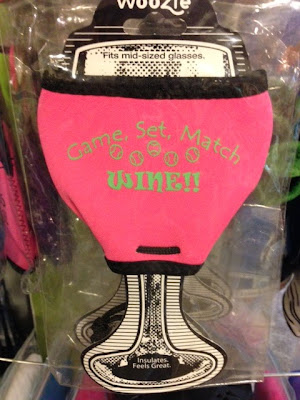 woozie
Fits mid-sized glasses.
Game, Set, Match
WINE!!
Insulates.
Feels Great.